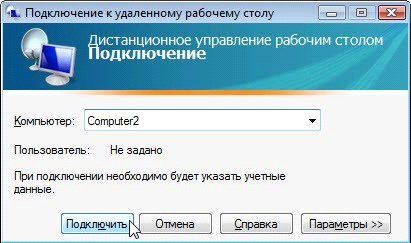 Подключение к удаленному рабочему столу
Дистанционное управление рабочим столом
Подключение
Компьютер: Computer2
Пользователь: Не задано
При подключении необходимо будет указать учетные
данные.
Подключить Отмена Справка Параметры >>